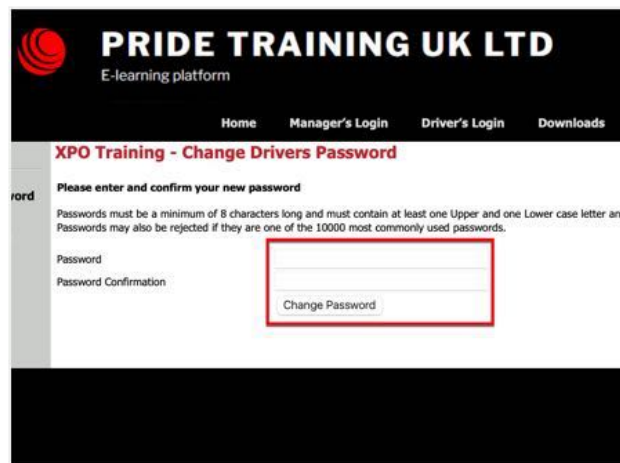 PRIDE TRAINING UK LTD
E-learning platform
Home Manager's Login Driver's Login Downloads
XPO Training - Change Drivers Password
Please enter and confirm your new password
Passwords must be a minimum of 8 characters long and must contain at least one Upper and one Lower case letter
Passwords may also be rejected if they are one of the 10000 most commonly used passwords.
Password
Password Confirmation
Change Password